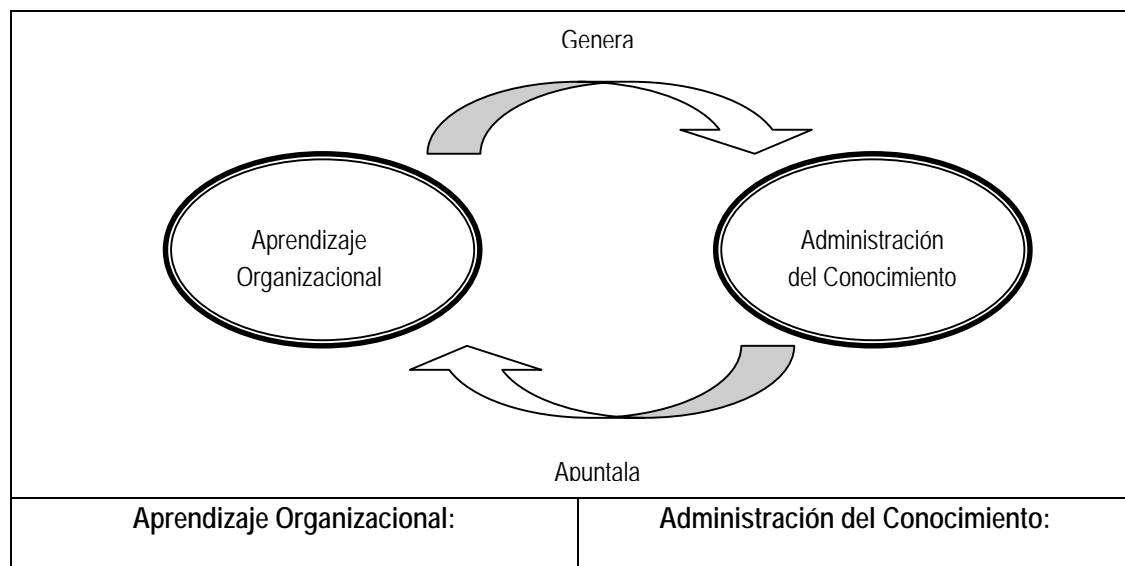 Genera
Aprendizaje
Organizacional
Administración
del Conocimiento
Apuntala
Aprendizaje Organizacional:
Administración del Conocimiento: